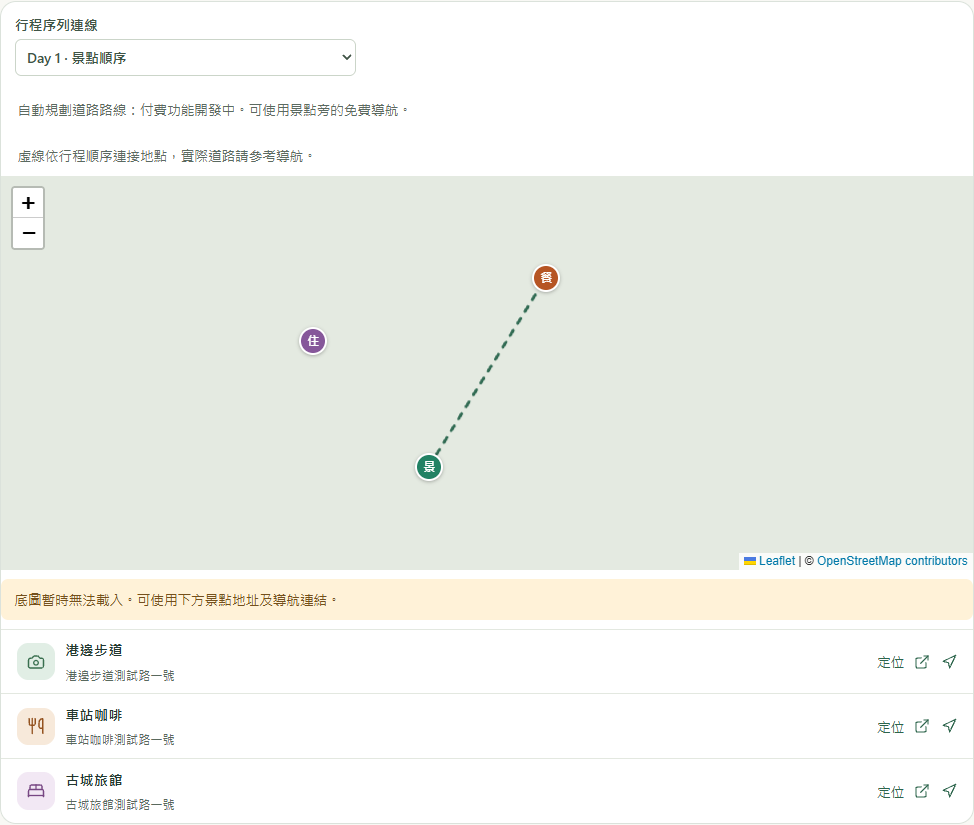 行程序列連線
Day 1 · 景點順序
自動規劃道路路線：付費功能開發中。可使用景點旁的免費導航。
虛線依行程順序連接地點，實際道路請參考導航。
+
−
餐
住
景
Leaflet | © OpenStreetMap contributors
底圖暫時無法載入。可使用下方景點地址及導航連結。
港邊步道
港邊步道測試路一號
定位
車站咖啡
車站咖啡測試路一號
定位
古城旅館
古城旅館測試路一號
定位